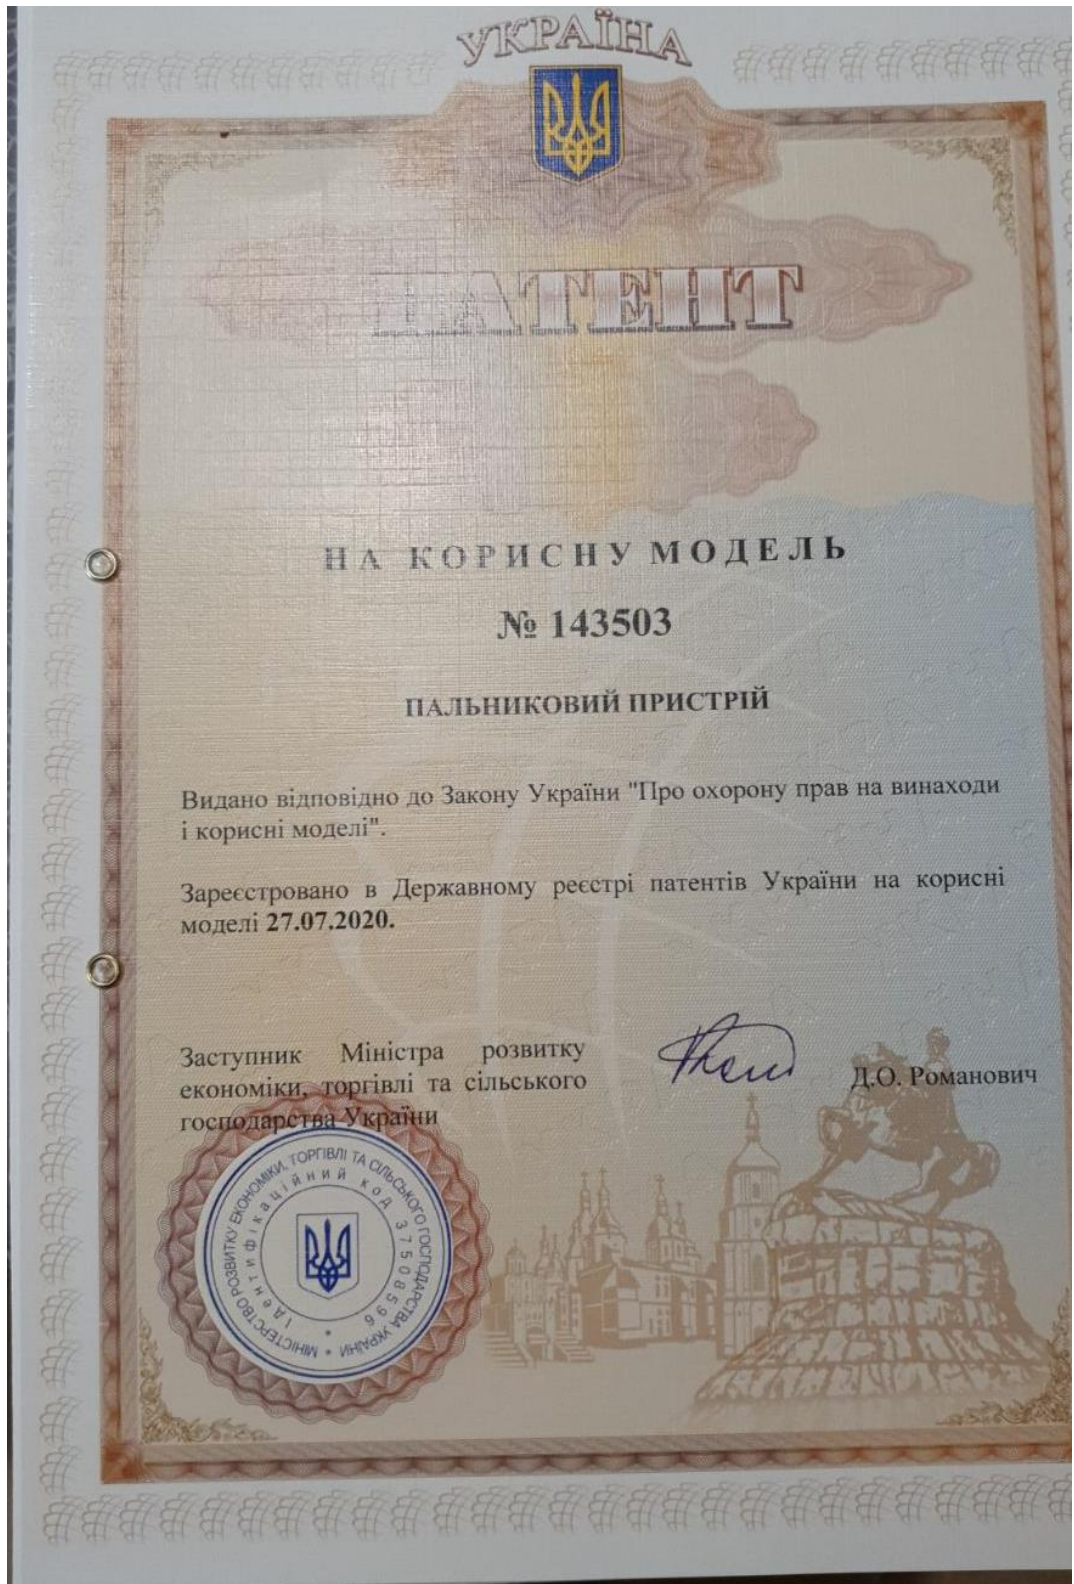 УКРАЇНА
ПАТЕНТ
НА КОРИСНУ МОДЕЛЬ
№ 143503
ПАЛЬНИКОВИЙ ПРИСТРІЙ
Видано відповідно до Закону України "Про охорону прав на винаходи
і корисні моделі".
Зареєстровано в Державному реєстрі патентів України на корисні
моделі 27.07.2020.
Заступник Міністра розвитку
економіки, торгівлі та сільського
господарства України
Д.О. Романович
МІНІСТЕРСТВО РОЗВИТКУ ЕКОНОМІКИ, ТОРГІВЛІ ТА СІЛЬСЬКОГО ГОСПОДАРСТВА УКРАЇНИ *
Ідентифікаційний код 37508596 *